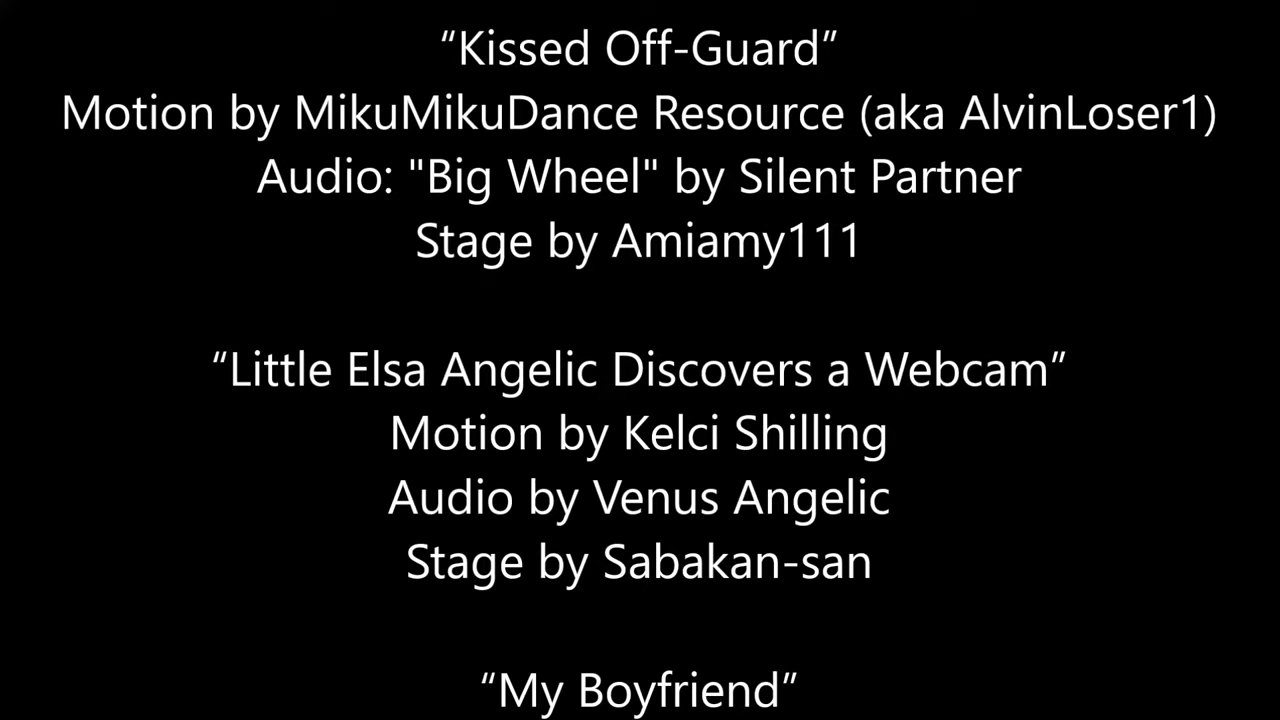 “Kissed Off-Guard”
Motion by MikuMikuDance Resource (aka AlvinLoser1)
Audio: "Big Wheel" by Silent Partner
Stage by Amiamy111
“Little Elsa Angelic Discovers a Webcam”
Motion by Kelci Shilling
Audio by Venus Angelic
Stage by Sabakan-san
“My Boyfriend”